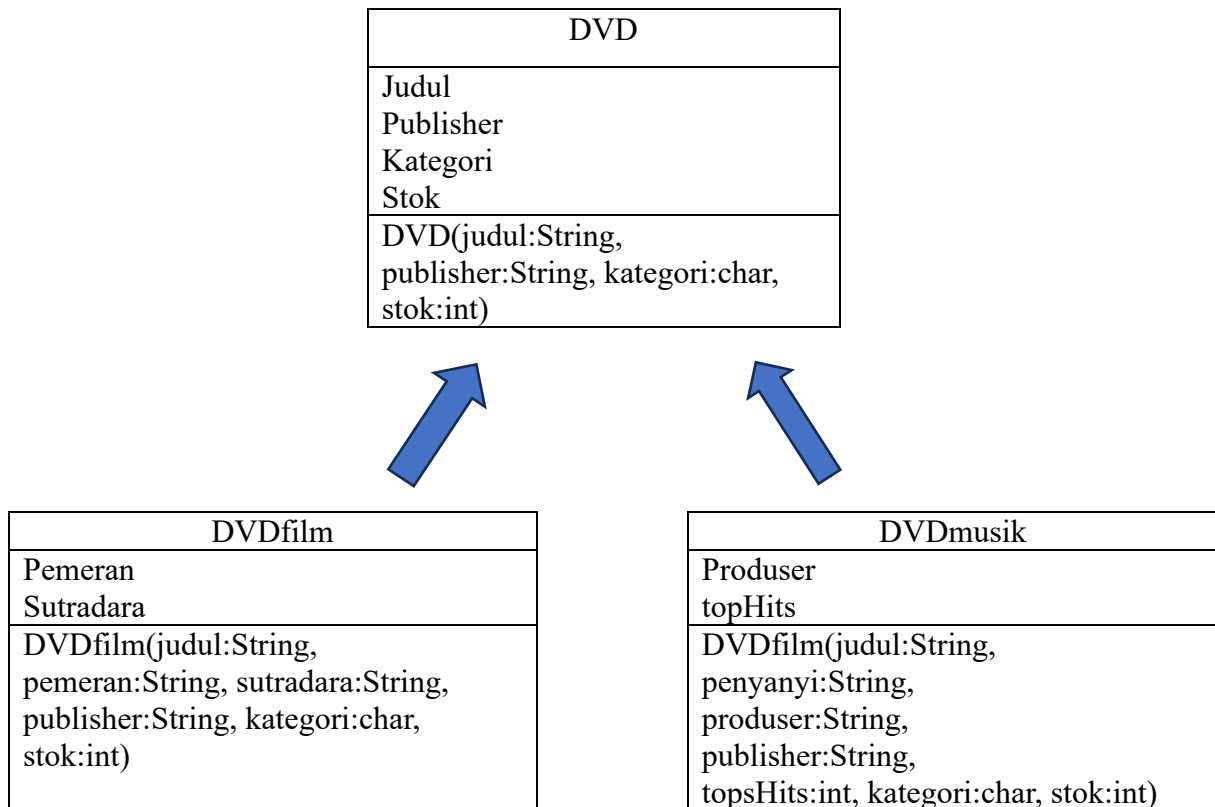 DVD
Judul
Publisher
Kategori
Stok
DVD(judul:String,
publisher:String, kategori:char,
stok:int)
DVDfilm
Pemeran
Sutradara
DVDfilm(judul:String,
pemeran:String, sutradara:String,
publisher:String, kategori:char,
stok:int)
DVDmusik
Produser
topHits
DVDfilm(judul:String,
penyanyi:String,
produser:String,
publisher:String,
topsHits:int, kategori:char, stok:int)